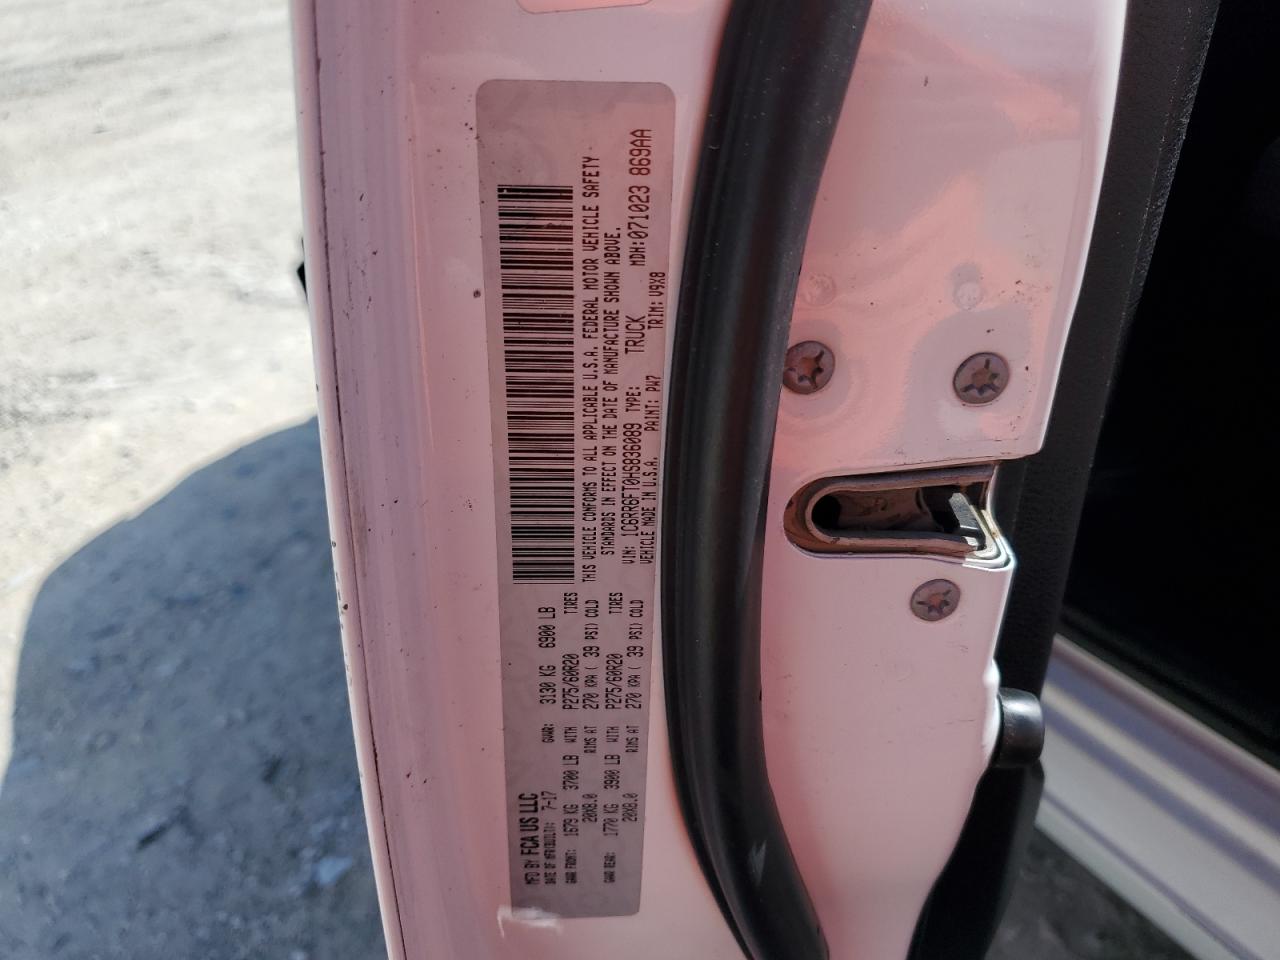 MFD BY FCA US LLC
DATE OF MFR(BUILT): 7-17 GVWR: 3130 KG 6900 LB
GAWR FRONT: 1679 KG 3700 LB WITH P275/60R20 TIRES
20X8.0 RIMS AT 270 KPA ( 39 PSI) COLD
GAWR REAR: 1770 KG 3900 LB WITH P275/60R20 TIRES
20X8.0 RIMS AT 270 KPA ( 39 PSI) COLD
THIS VEHICLE CONFORMS TO ALL APPLICABLE U.S.A. FEDERAL MOTOR VEHICLE SAFETY
STANDARDS IN EFFECT ON THE DATE OF MANUFACTURE SHOWN ABOVE.
VIN: 1C6RR6FT0HS836089 TYPE: TRUCK MDH:071023 869AA
VEHICLE MADE IN U.S.A. PAINT: PW7 TRIM: V9X8